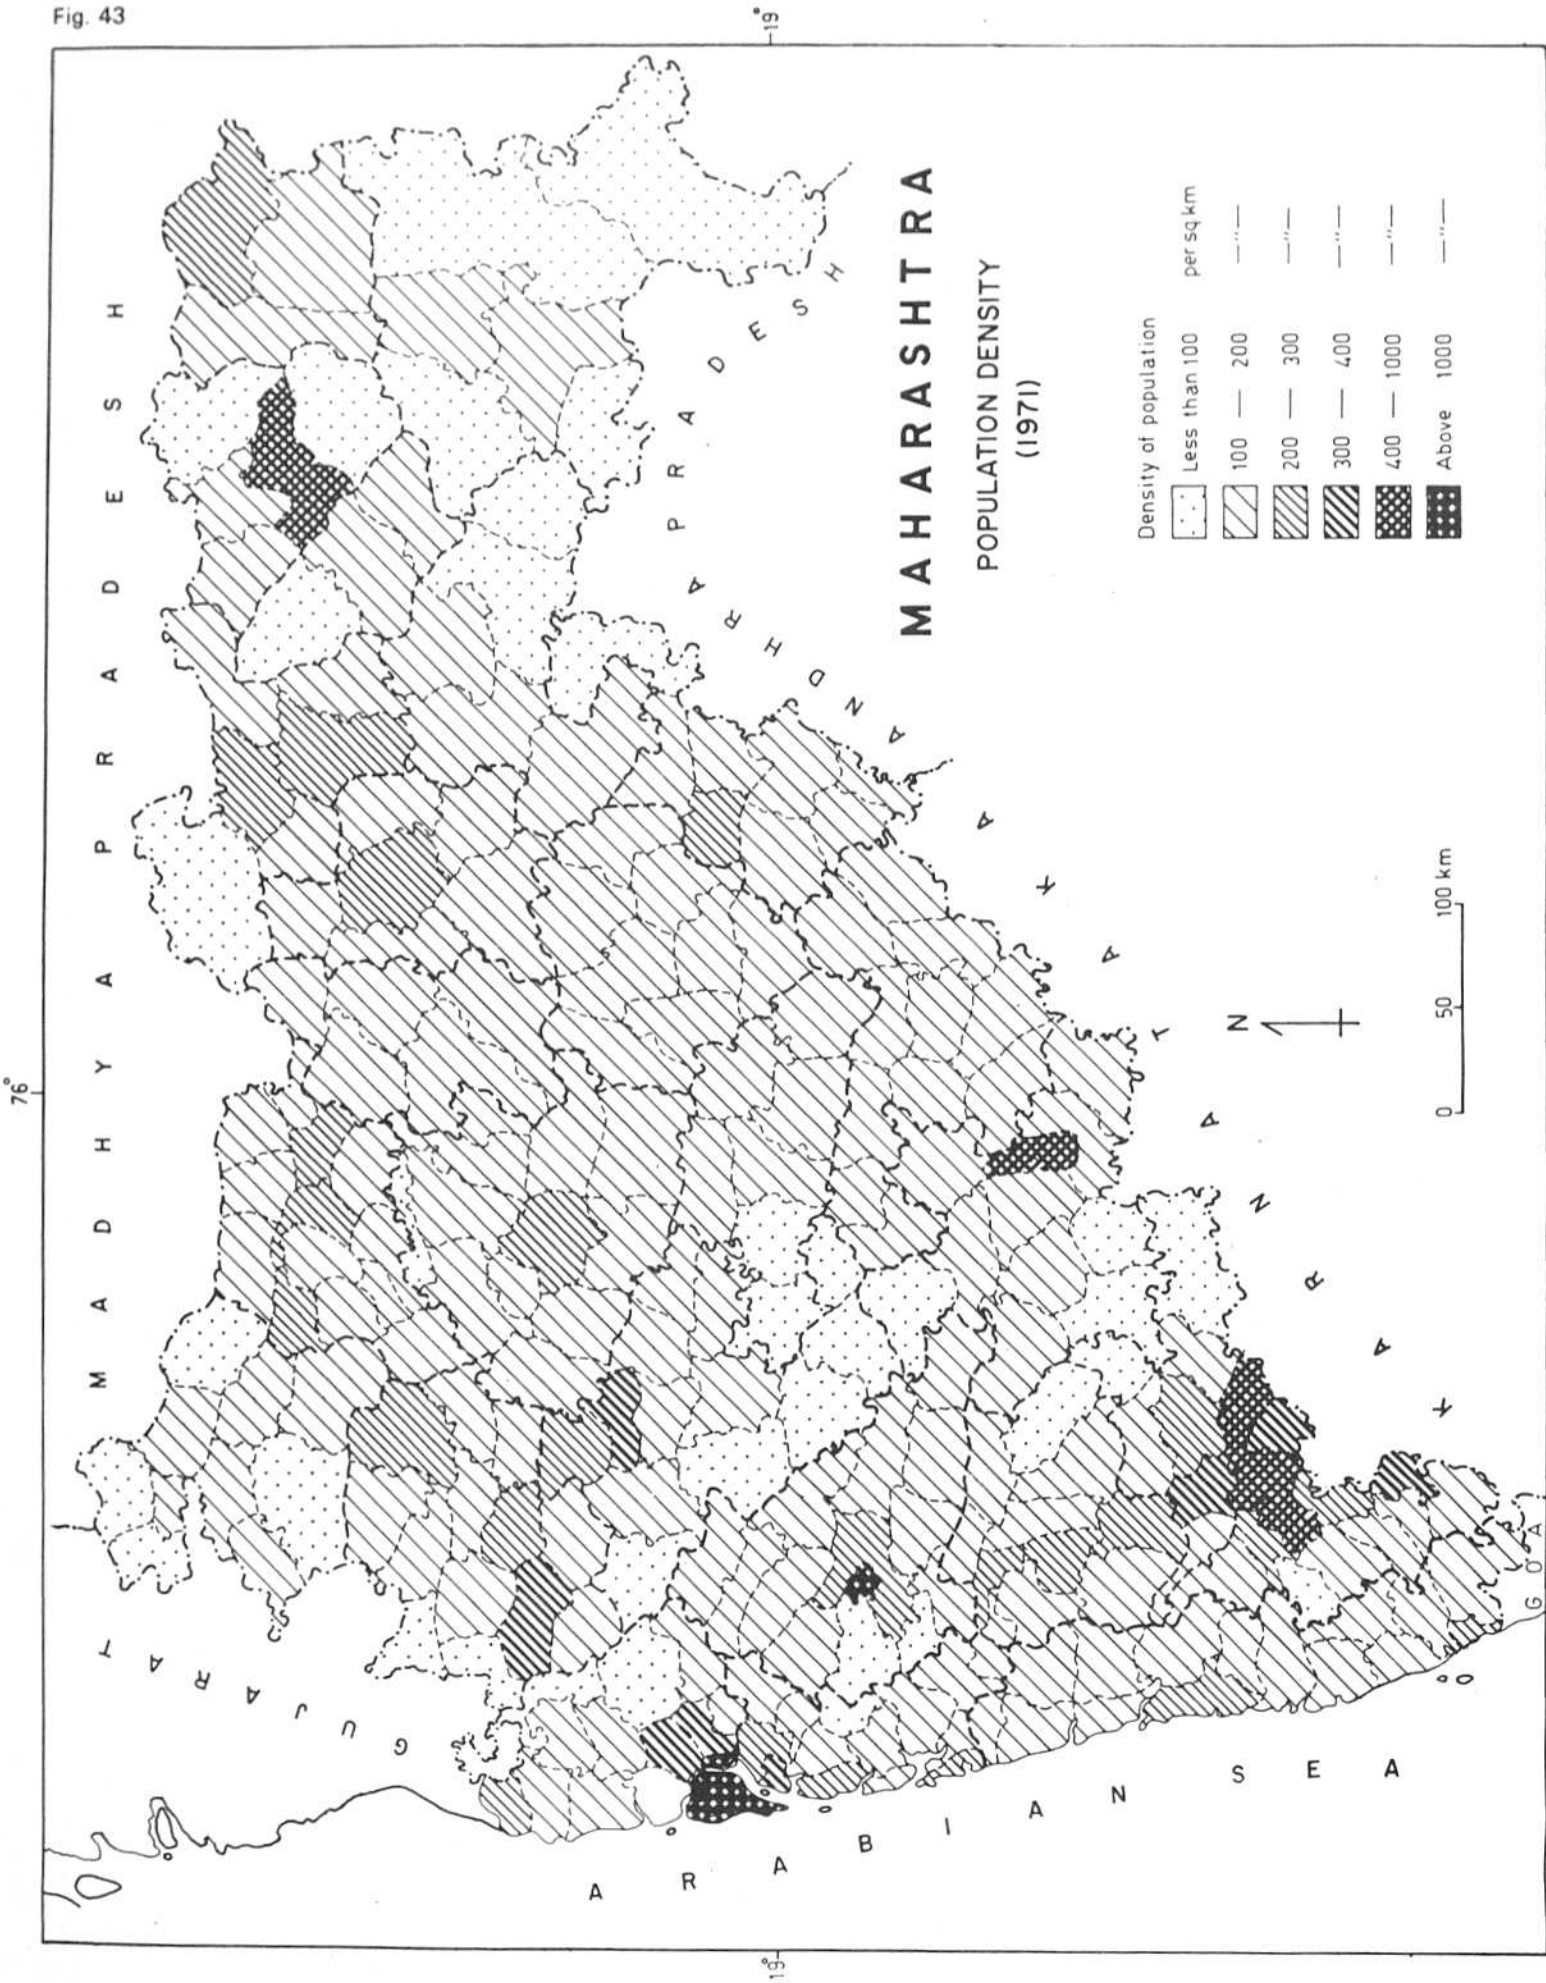 Fig. 43
76°
19°
19°
MADHYA PRADESH
GUJARAT
ARABIAN SEA
GOA
KARNATAKA
ANDHRA PRADESH
MAHARASHTRA
POPULATION DENSITY
(1971)
Density of population
Less than 100 per sq.km
100 — 200 —"—
200 — 300 —"—
300 — 400 —"—
400 — 1000 —"—
Above 1000 —"—
N
0 50 100 km